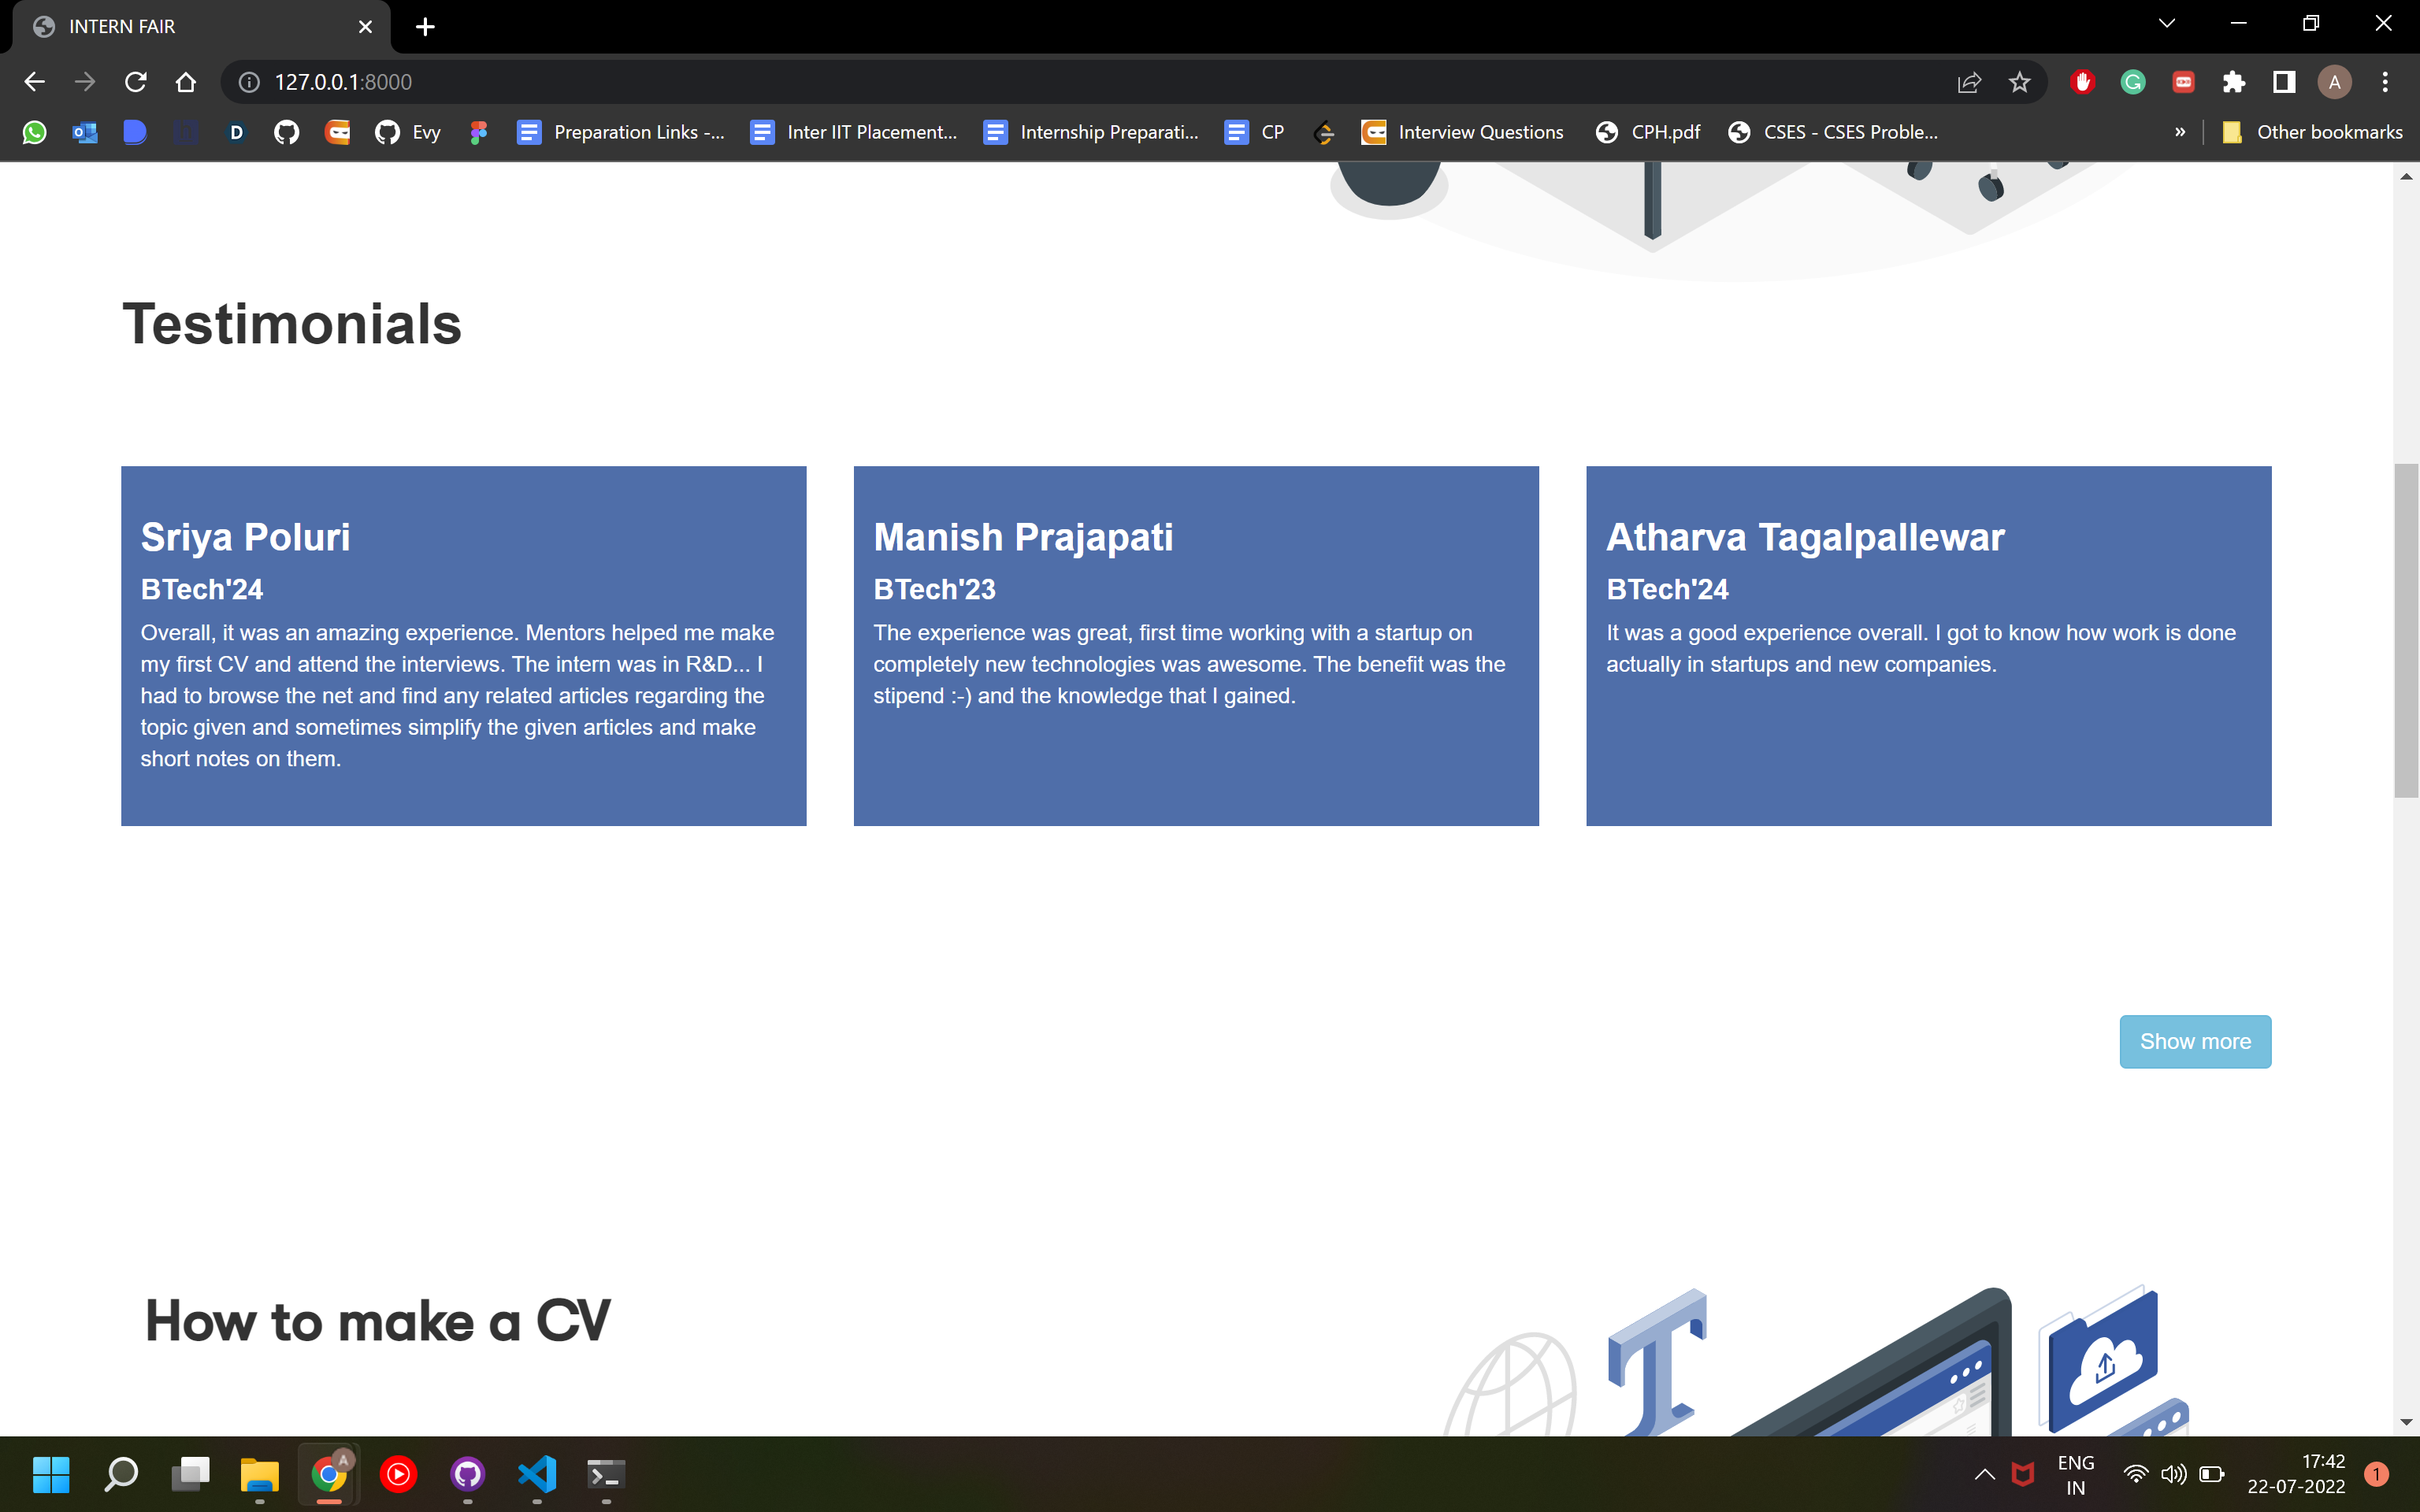 INTERN FAIR
127.0.0.1:8000
A
D
Evy
Preparation Links -...
Inter IIT Placement...
Internship Preparati...
CP
Interview Questions
CPH.pdf
CSES - CSES Proble...
»
Other bookmarks
Testimonials
Sriya Poluri
BTech'24
Overall, it was an amazing experience. Mentors helped me make
my first CV and attend the interviews. The intern was in R&D... I
had to browse the net and find any related articles regarding the
topic given and sometimes simplify the given articles and make
short notes on them.
Manish Prajapati
BTech'23
The experience was great, first time working with a startup on
completely new technologies was awesome. The benefit was the
stipend :-) and the knowledge that I gained.
Atharva Tagalpallewar
BTech'24
It was a good experience overall. I got to know how work is done
actually in startups and new companies.
Show more
How to make a CV
T
A
ENG
IN
17:42
22-07-2022
1